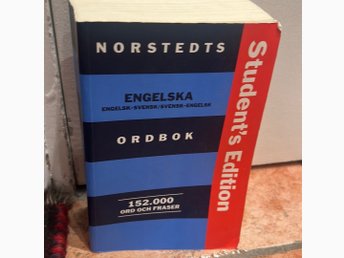 NORSTEDTS
ENGELSKA
ENGELSK-SVENSK/SVENSK-ENGELSK
ORDBOK
152.000
ORD OCH FRASER
Student's Edition